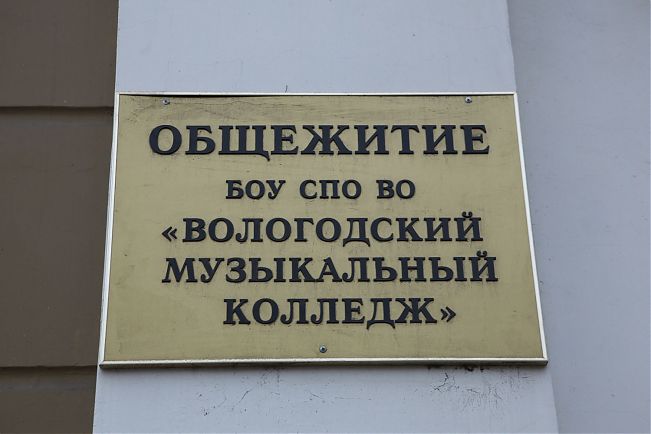 ОБЩЕЖИТИЕ
БОУ СПО ВО
«ВОЛОГОДСКИЙ
МУЗЫКАЛЬНЫЙ
КОЛЛЕДЖ»